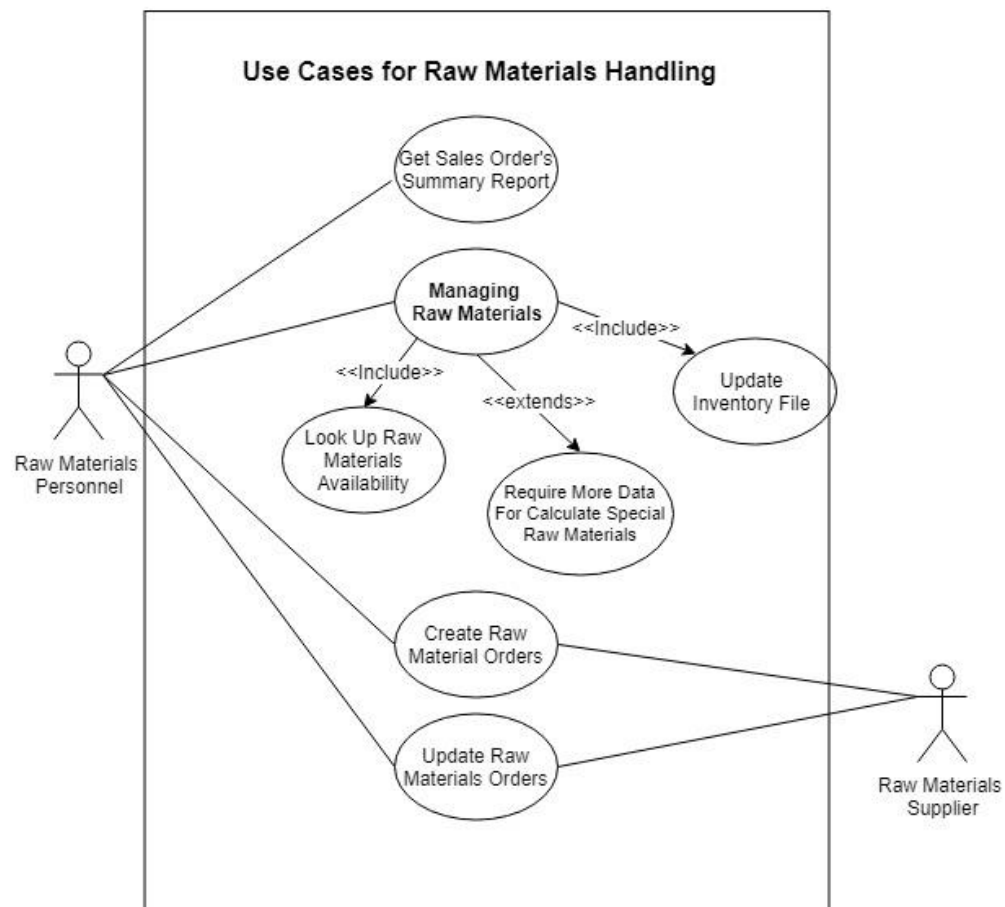 Use Cases for Raw Materials Handling
Get Sales Order's
Summary Report
Managing
Raw Materials
<<Include>>
<<Include>>
<<extends>>
Update
Inventory File
Look Up Raw
Materials
Availability
Require More Data
For Calculate Special
Raw Materials
Raw Materials
Personnel
Create Raw
Material Orders
Update Raw
Materials Orders
Raw Materials
Supplier